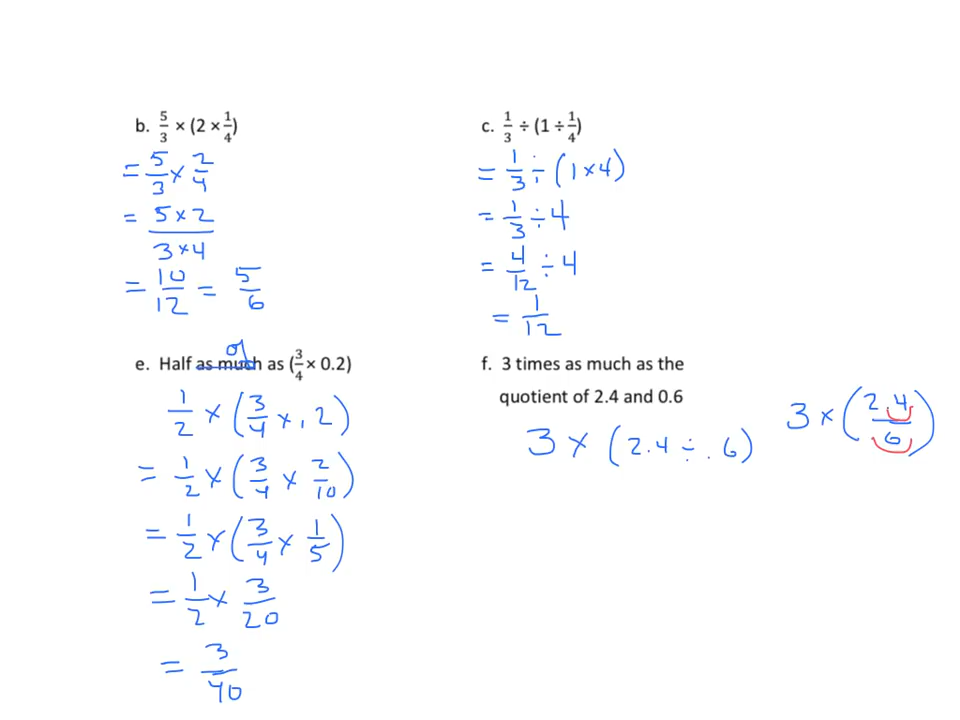 b. 5/3 × (2 × 1/4)
= 5/3 × 2/4
= 5 × 2 / 3 × 4
= 10/12 = 5/6
c. 1/3 ÷ (1 ÷ 1/4)
= 1/3 ÷ (1 × 4)
= 1/3 ÷ 4
= 4/12 ÷ 4
= 1/12
of
e. Half as much as (3/4 × 0.2)
1/2 × (3/4 × .2)
= 1/2 × (3/4 × 2/10)
= 1/2 × (3/4 × 1/5)
= 1/2 × 3/20
= 3/40
f. 3 times as much as the
quotient of 2.4 and 0.6
3 × (2.4 ÷ .6)
3 × (2.4/.6)